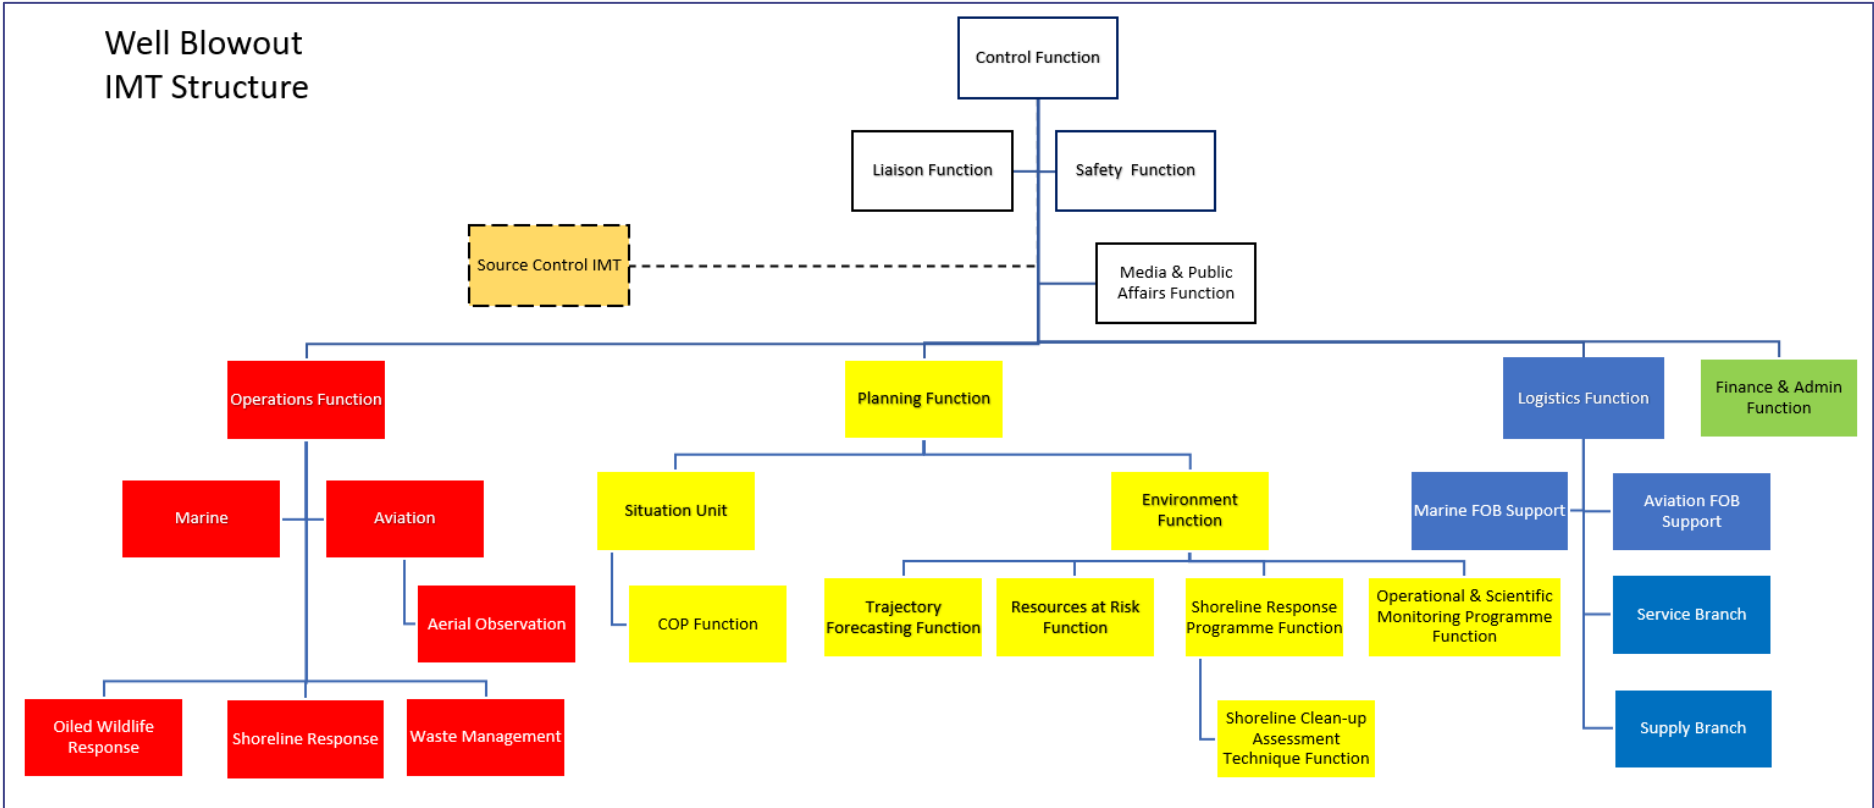 Well Blowout
IMT Structure
Control Function
Liaison Function
Safety Function
Source Control IMT
Media & Public
Affairs Function
Operations Function
Planning Function
Logistics Function
Finance & Admin
Function
Marine
Aviation
Situation Unit
Environment
Function
Marine FOB Support
Aviation FOB
Support
Aerial Observation
COP Function
Trajectory
Forecasting Function
Resources at Risk
Function
Shoreline Response
Programme Function
Operational & Scientific
Monitoring Programme
Function
Service Branch
Oiled Wildlife
Response
Shoreline Response
Waste Management
Shoreline Clean-up
Assessment
Technique Function
Supply Branch